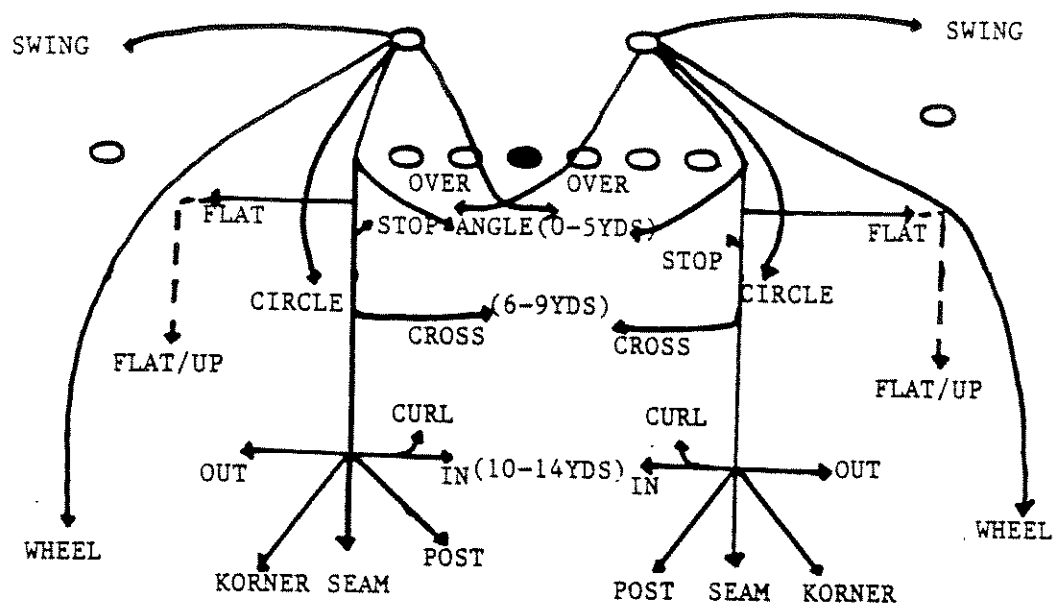 SWING SWING
OVER OVER
FLAT STOP ANGLE(0-5YDS) FLAT
STOP
CIRCLE (6-9YDS) CIRCLE
CROSS CROSS
FLAT/UP FLAT/UP
CURL CURL
OUT IN(10-14YDS) IN OUT
WHEEL POST WHEEL
KORNER SEAM POST SEAM KORNER